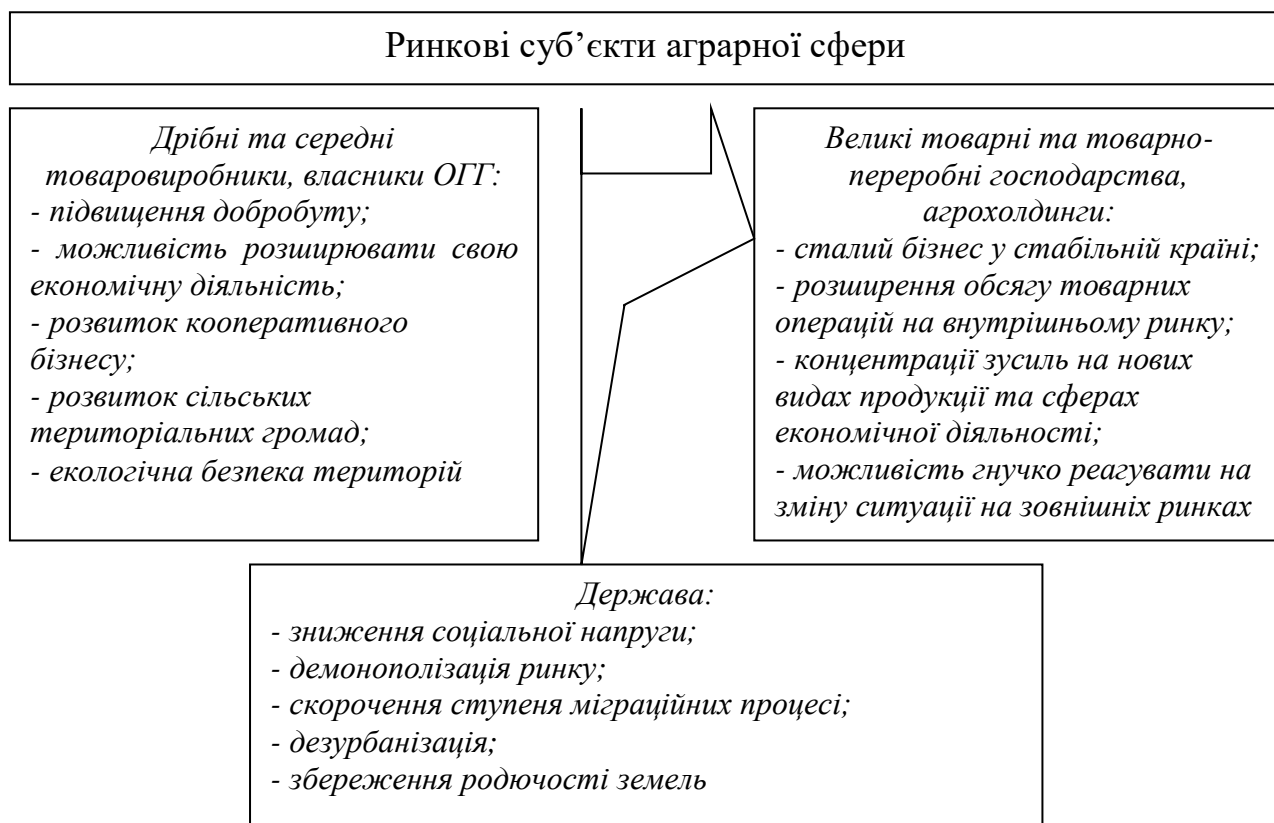 Ринкові суб’єкти аграрної сфери
Дрібні та середні
товаровиробники, власники ОГГ:
- підвищення добробуту;
- можливість розширювати свою
економічну діяльність;
- розвиток кооперативного
бізнесу;
- розвиток сільських
територіальних громад;
- екологічна безпека територій
Великі товарні та товарно-
переробні господарства,
агрохолдинги:
- сталий бізнес у стабільній країні;
- розширення обсягу товарних
операцій на внутрішньому ринку;
- концентрації зусиль на нових
видах продукції та сферах
економічної діяльності;
- можливість гнучко реагувати на
зміну ситуації на зовнішніх ринках
Держава:
- зниження соціальної напруги;
- демонополізація ринку;
- скорочення ступеня міграційних процесі;
- дезурбанізація;
- збереження родючості земель